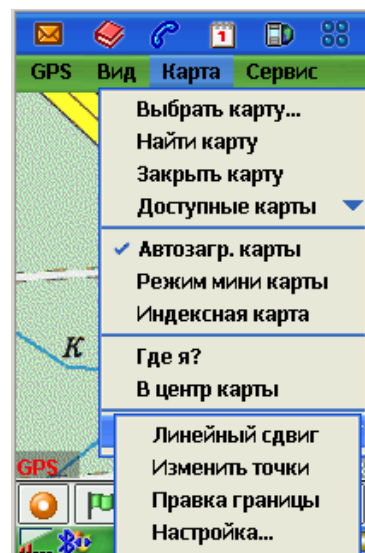 1
GPS Вид Карта Сервис
Выбрать карту...
Найти карту
Закрыть карту
Доступные карты
Автозагр. карты
Режим мини карты
Индексная карта
К
Где я?
В центр карты
Линейный сдвиг
GPS
Изменить точки
Правка границы
Настройка...